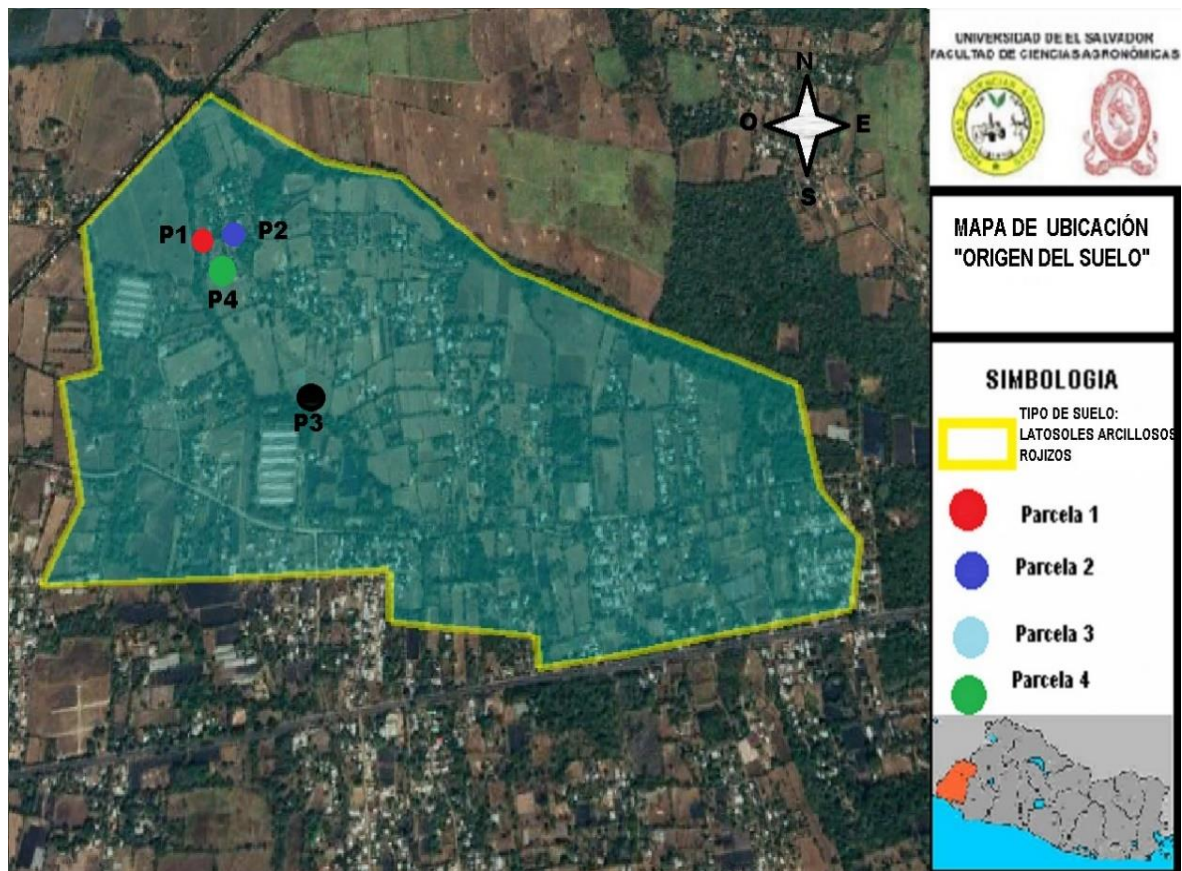 N
O E
S
P1 P2
P4
P3
UNIVERSIDAD DE EL SALVADOR
FACULTAD DE CIENCIAS AGRONÓMICAS
MAPA DE UBICACIÓN
"ORIGEN DEL SUELO"
SIMBOLOGIA
TIPO DE SUELO:
LATOSOLES ARCILLOSOS
ROJIZOS
Parcela 1
Parcela 2
Parcela 3
Parcela 4